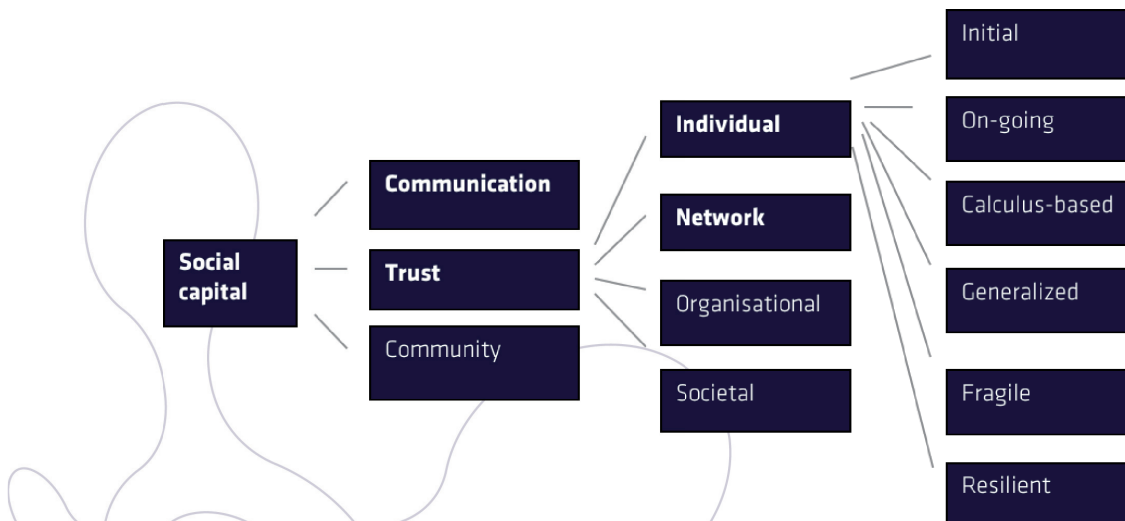 Social
capital
Communication
Trust
Community
Individual
Network
Organisational
Societal
Initial
On-going
Calculus-based
Generalized
Fragile
Resilient